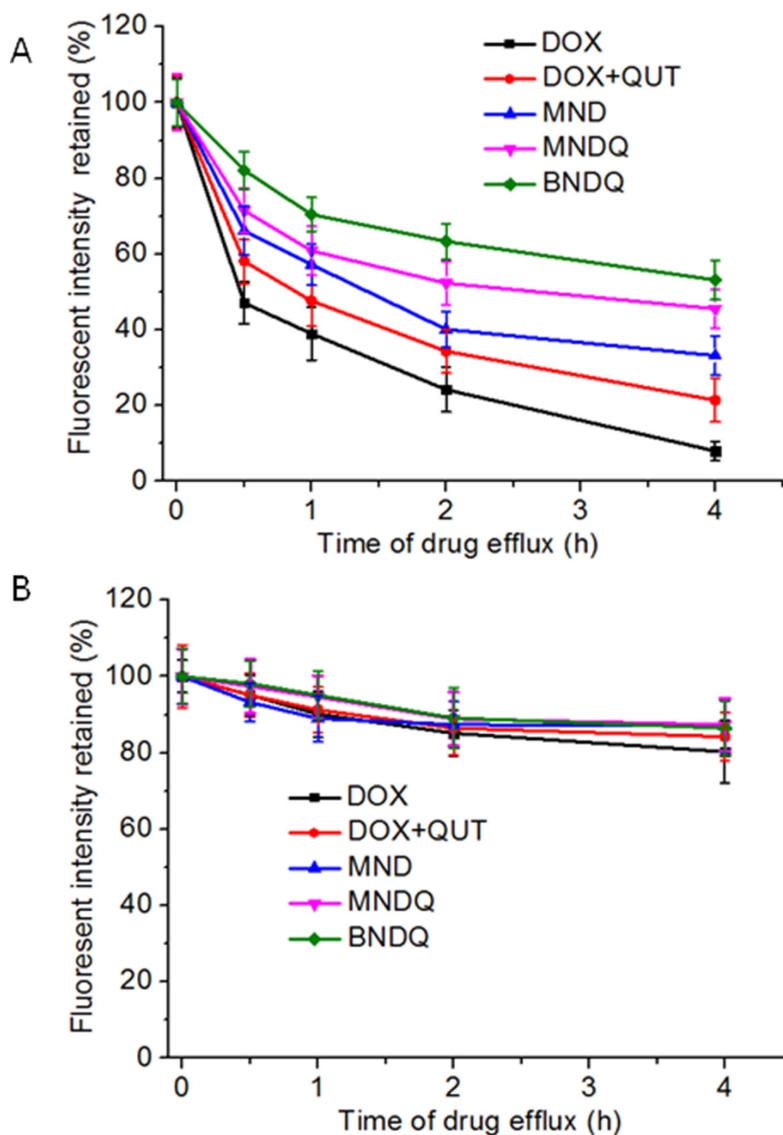 A
Fluorescent intensity retained (%)
120
100
80
60
40
20
0
DOX
DOX+QUT
MND
MNDQ
BNDQ
0 1 2 3 4
Time of drug efflux (h)
B
Fluoresent intensity retained (%)
120
100
80
60
40
20
0
DOX
DOX+QUT
MND
MNDQ
BNDQ
0 1 2 3 4
Time of drug efflux (h)